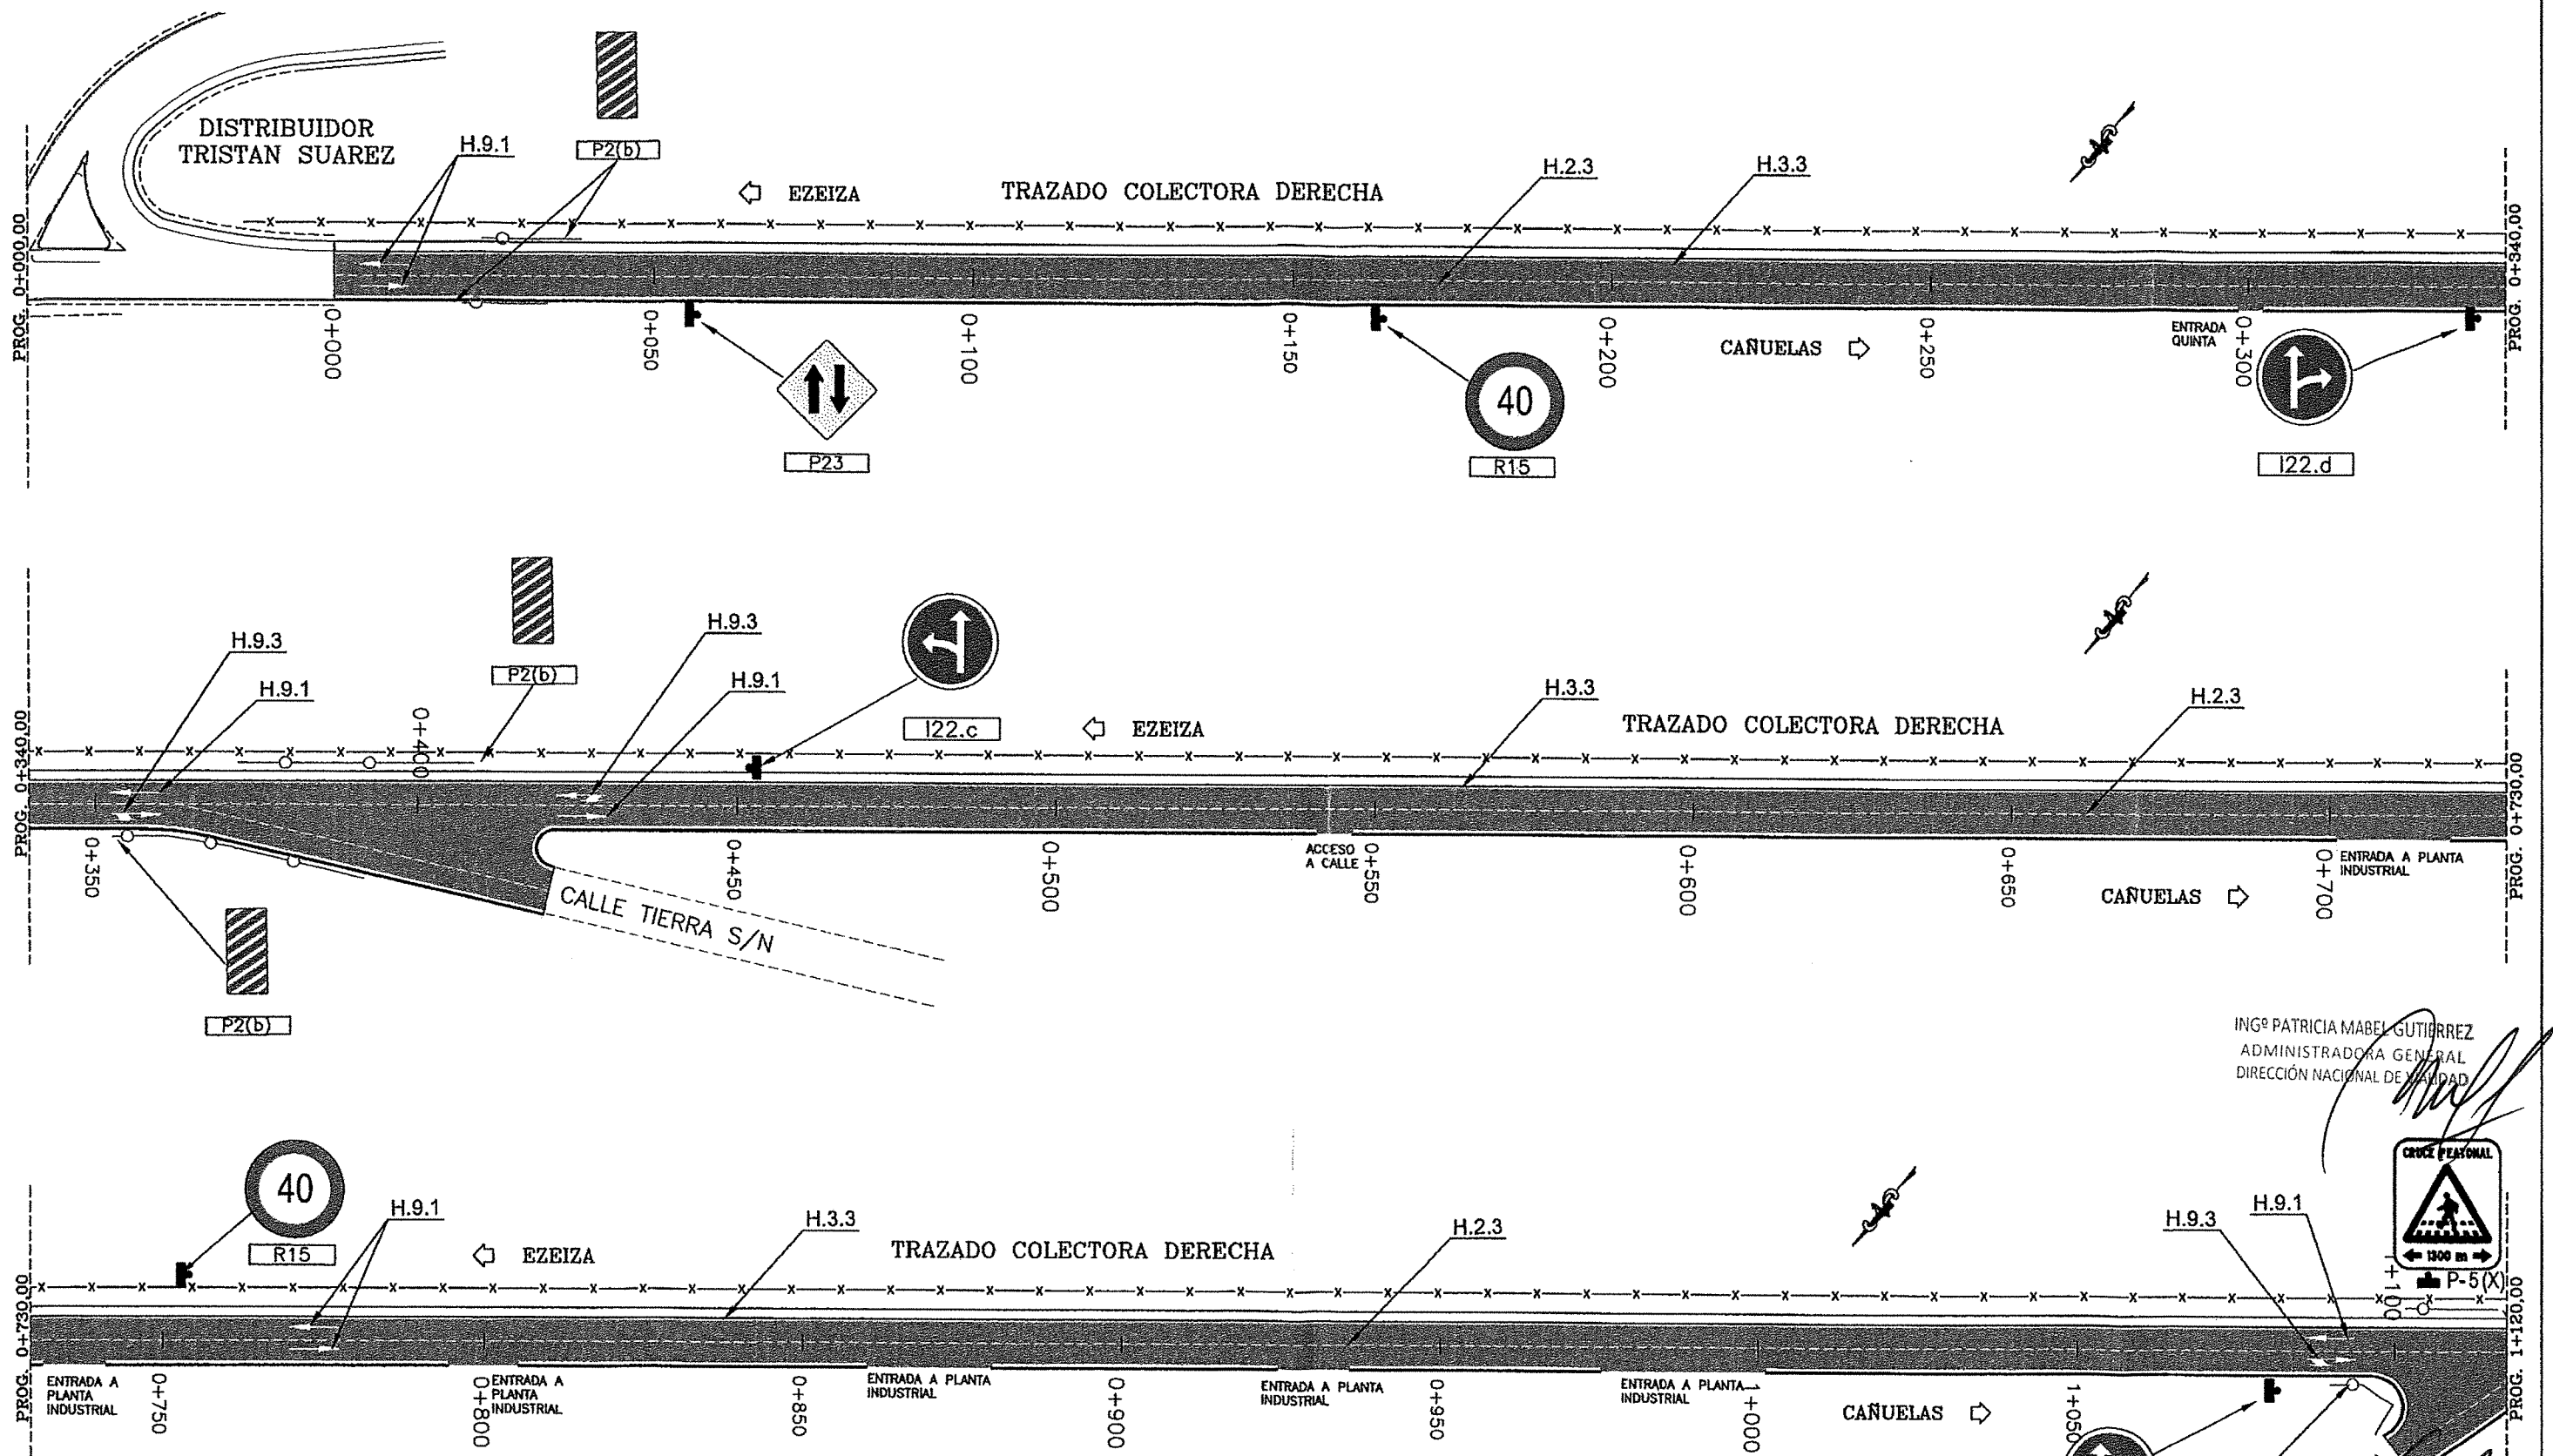 DISTRIBUIDOR
TRISTAN SUAREZ
H.9.1
P2(b)
EZEIZA
TRAZADO COLECTORA DERECHA
H.2.3
H.3.3
PROG. 0+000,00
PROG. 0+340,00
0+000
0+050
0+100
0+150
0+200
0+250
0+300
CAÑUELAS
ENTRADA
QUINTA
P23
40
R15
I22.d
H.9.3
H.9.1
P2(b)
H.9.3
H.9.1
I22.c
EZEIZA
H.3.3
TRAZADO COLECTORA DERECHA
H.2.3
PROG. 0+340,00
PROG. 0+730,00
0+350
0+400
0+450
0+500
ACCESO
A CALLE
0+550
0+600
0+650
0+700
ENTRADA A PLANTA
INDUSTRIAL
CALLE TIERRA S/N
CAÑUELAS
P2(b)
INGº PATRICIA MABEL GUTIERREZ
ADMINISTRADORA GENERAL
DIRECCIÓN NACIONAL DE VIALIDAD
40
R15
H.9.1
EZEIZA
H.3.3
TRAZADO COLECTORA DERECHA
H.2.3
H.9.3
H.9.1
CRUCE PEATONAL
1300 m
P-5(X)
PROG. 0+730,00
PROG. 1+120,00
ENTRADA A
PLANTA
INDUSTRIAL
0+750
0+800
ENTRADA A
PLANTA
INDUSTRIAL
0+850
ENTRADA A PLANTA
INDUSTRIAL
0+900
ENTRADA A PLANTA
INDUSTRIAL
0+950
ENTRADA A PLANTA
INDUSTRIAL
1+000
CAÑUELAS
1+050
1+100